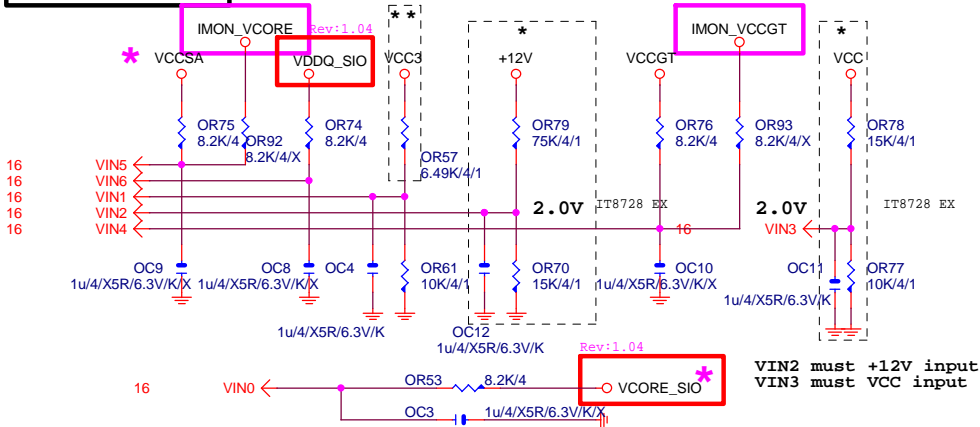 IMON_VCORE
Rev:1.04
* *
IMON_VCCGT
*
VCCSA
VDDQ_SIO
VCC3
*
+12V
VCCGT
*
VCC
OR75
8.2K/4
OR92
8.2K/4/X
OR74
8.2K/4
OR57
6.49K/4/1
OR79
75K/4/1
OR76
8.2K/4
OR93
8.2K/4/X
OR78
15K/4/1
16 VIN5
16 VIN6
16 VIN1
16 VIN2
16 VIN4
2.0V
IT8728 EX
16
2.0V
VIN3
IT8728 EX
OC9
1u/4/X5R/6.3V/K/X
OC8
1u/4/X5R/6.3V/K/X
OC4
1u/4/X5R/6.3V/K
OR61
10K/4/1
OC12
1u/4/X5R/6.3V/K
OR70
15K/4/1
OC10
1u/4/X5R/6.3V/K/X
OC11
1u/4/X5R/6.3V/K
OR77
10K/4/1
Rev:1.04
16 VIN0
OR53
8.2K/4
VCORE_SIO
*
OC3
1u/4/X5R/6.3V/K/X
VIN2 must +12V input
VIN3 must VCC input